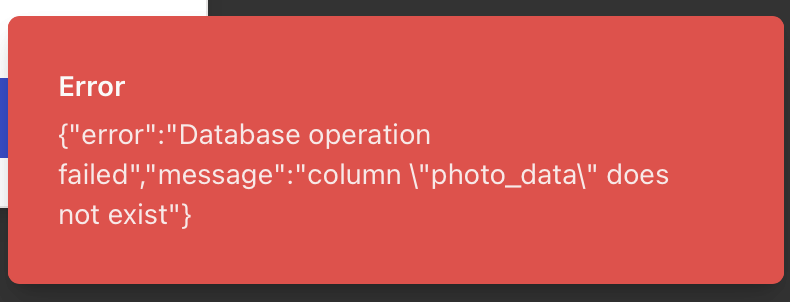 Error
{"error":"Database operation
failed","message":"column \"photo_data\" does
not exist"}